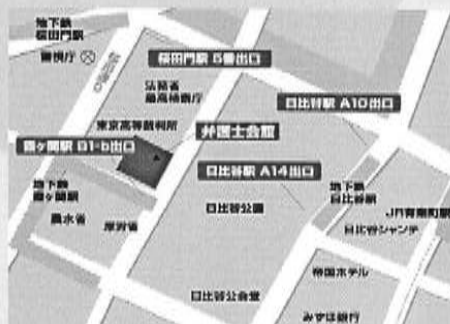 地下鉄
桜田門駅
警視庁
桜田門駅 5番出口
法務省
最高検察庁
日比谷駅 A10出口
東京高等裁判所
弁護士会館
霞ヶ関駅 B1-b出口
日比谷駅 A14出口
地下鉄
霞ヶ関駅
地下鉄
日比谷駅
農水省
厚労省
日比谷公園
JR有楽町駅
日比谷シャンテ
帝国ホテル
日比谷公会堂
みずほ銀行